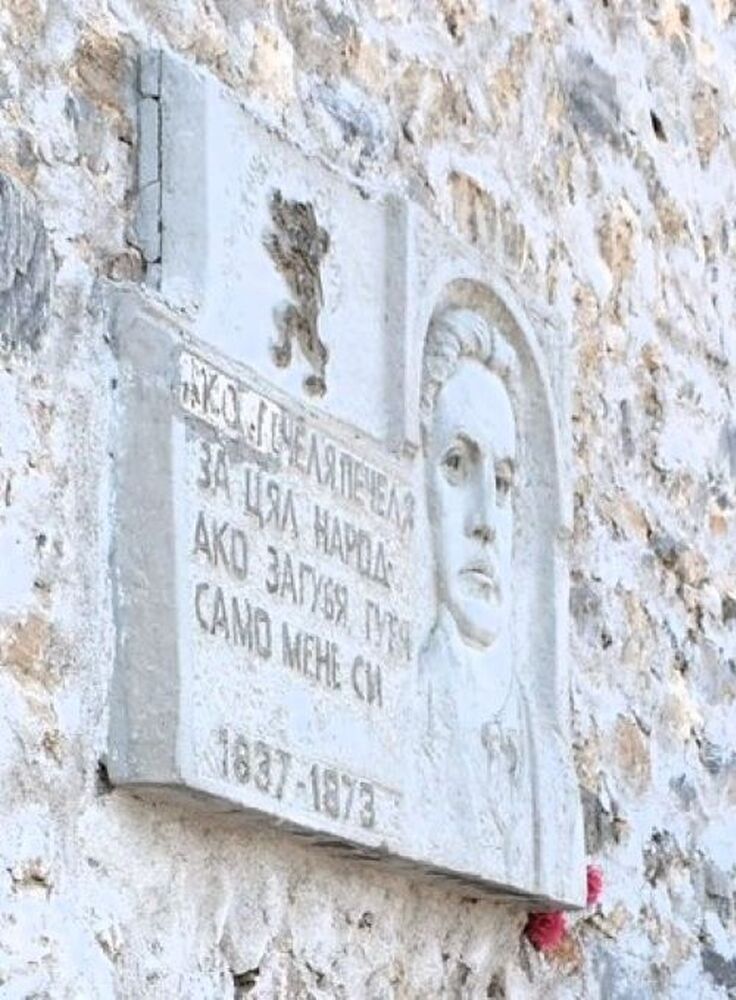 АКО СПЕЧЕЛЯ ПЕЧЕЛЯ
ЗА ЦЯЛ НАРОД-
АКО ЗАГУБЯ ГУБЯ
САМО МЕНЕ СИ
1837-1873